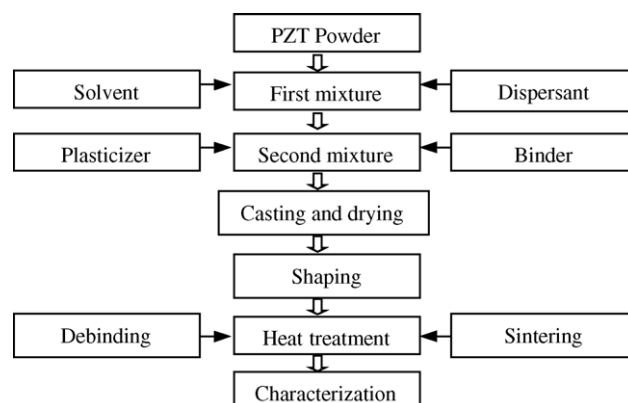 PZT Powder
Solvent
First mixture
Dispersant
Plasticizer
Second mixture
Binder
Casting and drying
Shaping
Debinding
Heat treatment
Sintering
Characterization